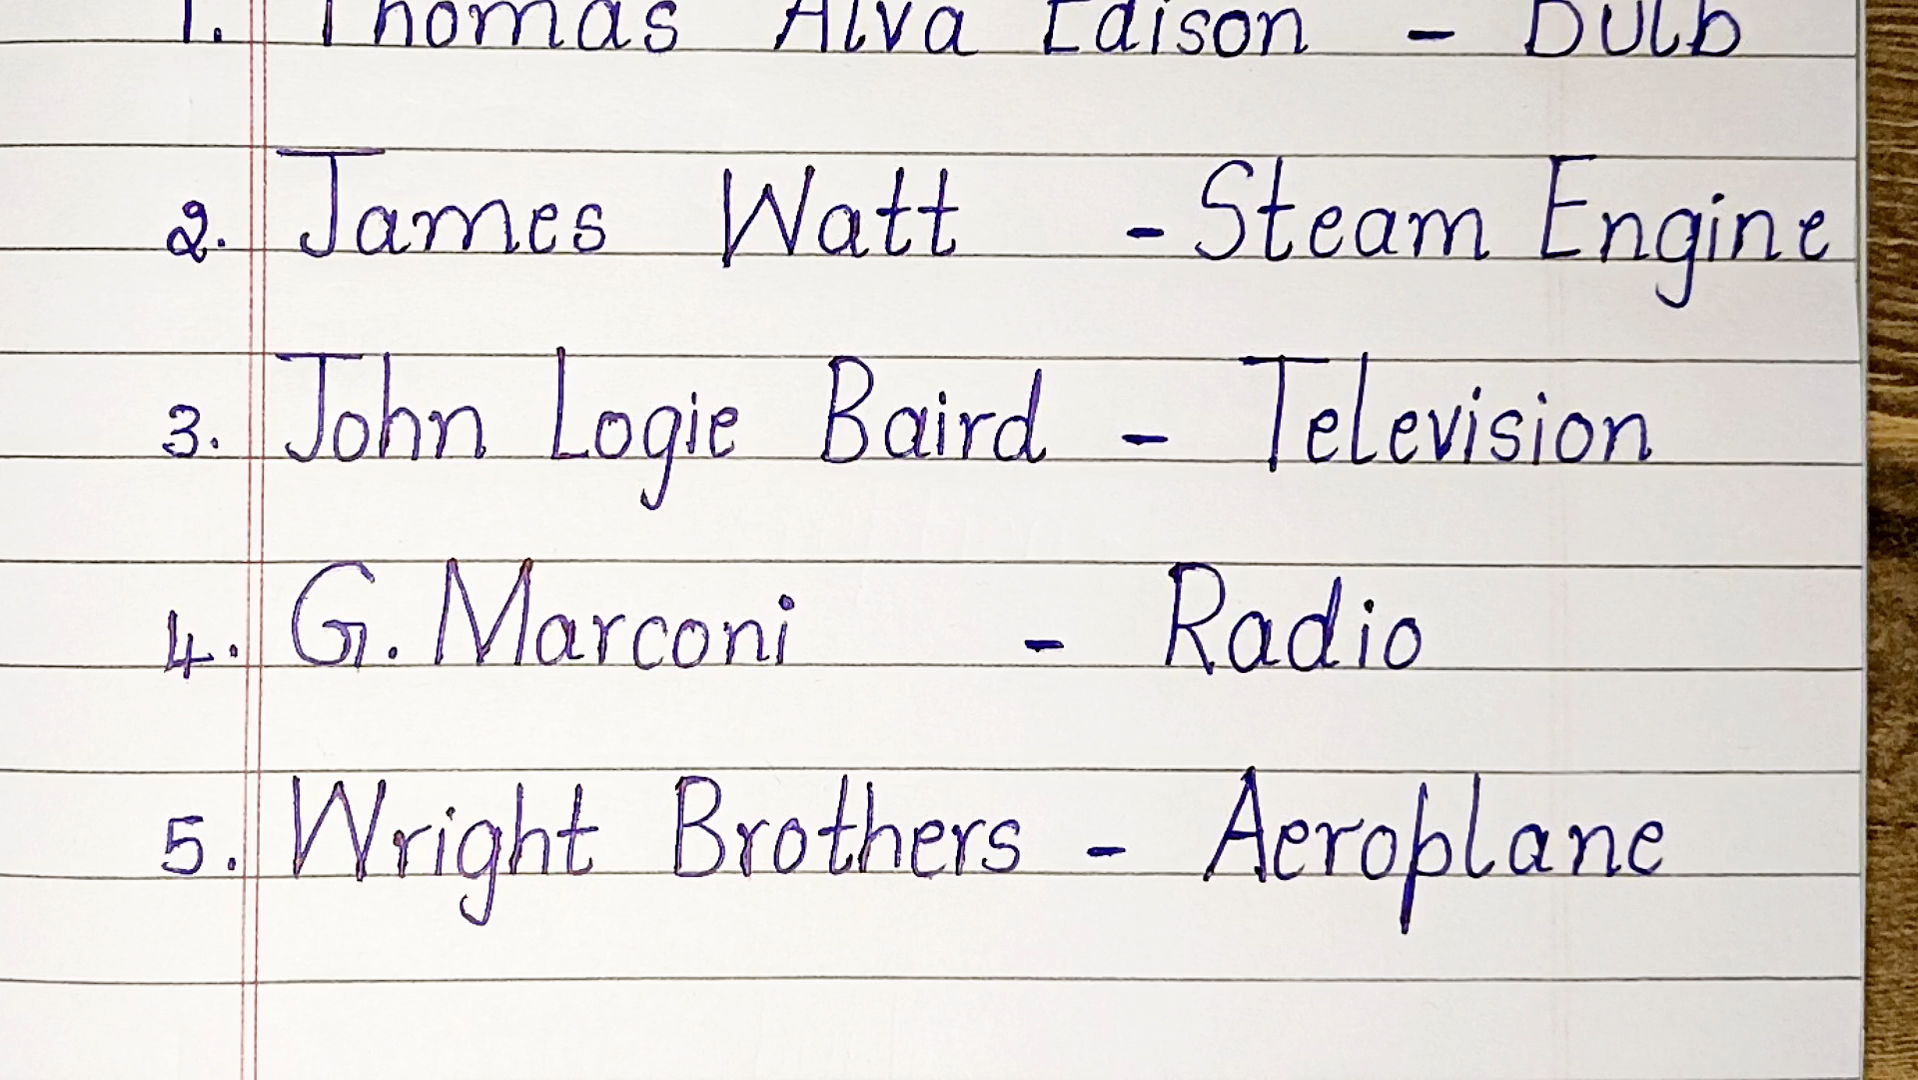 1. Thomas Alva Edison - Bulb
2. James Watt - Steam Engine
3. John Logie Baird - Television
4. G. Marconi - Radio
5. Wright Brothers - Aeroplane